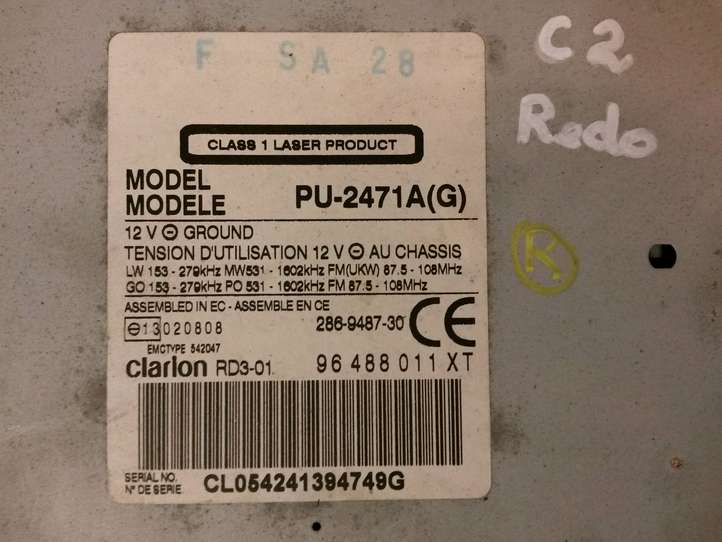 F SA 28
C2
Rado
CLASS 1 LASER PRODUCT
MODEL
MODELE PU-2471A(G)
12 V ⊖ GROUND
TENSION D'UTILISATION 12 V ⊖ AU CHASSIS
LW 153 - 279kHz MW531 - 1602kHz FM(UKW) 87.5 - 108MHz
GO 153 - 279kHz PO 531 - 1602kHz FM 87.5 - 108MHz
ASSEMBLED IN EC - ASSEMBLE EN CE
e13 020808 286-9487-30 CE
EMCTYPE 542047
Clarion RD3-01 96 488 011 XT
SERIAL NO.
N° DE SERIE CL054241394749G
K